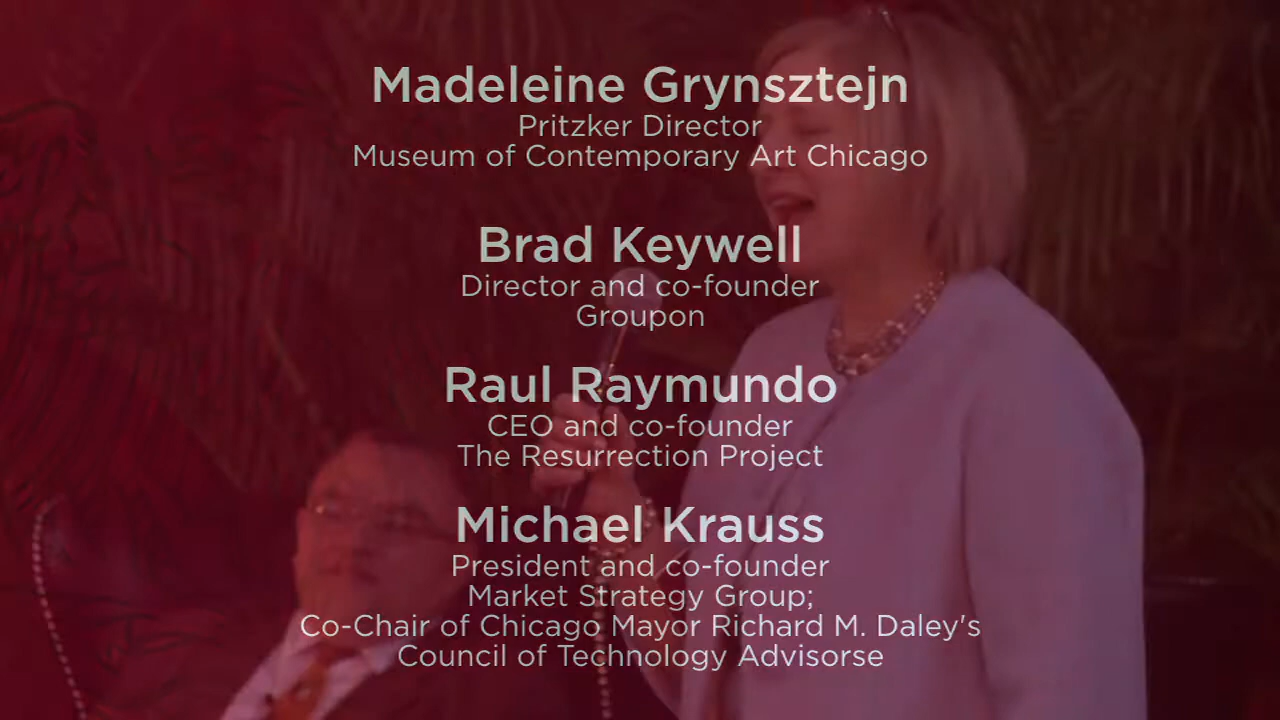 Madeleine Grynsztejn
Pritzker Director
Museum of Contemporary Art Chicago
Brad Keywell
Director and co-founder
Groupon
Raul Raymundo
CEO and co-founder
The Resurrection Project
Michael Krauss
President and co-founder
Market Strategy Group;
Co-Chair of Chicago Mayor Richard M. Daley's
Council of Technology Advisorse